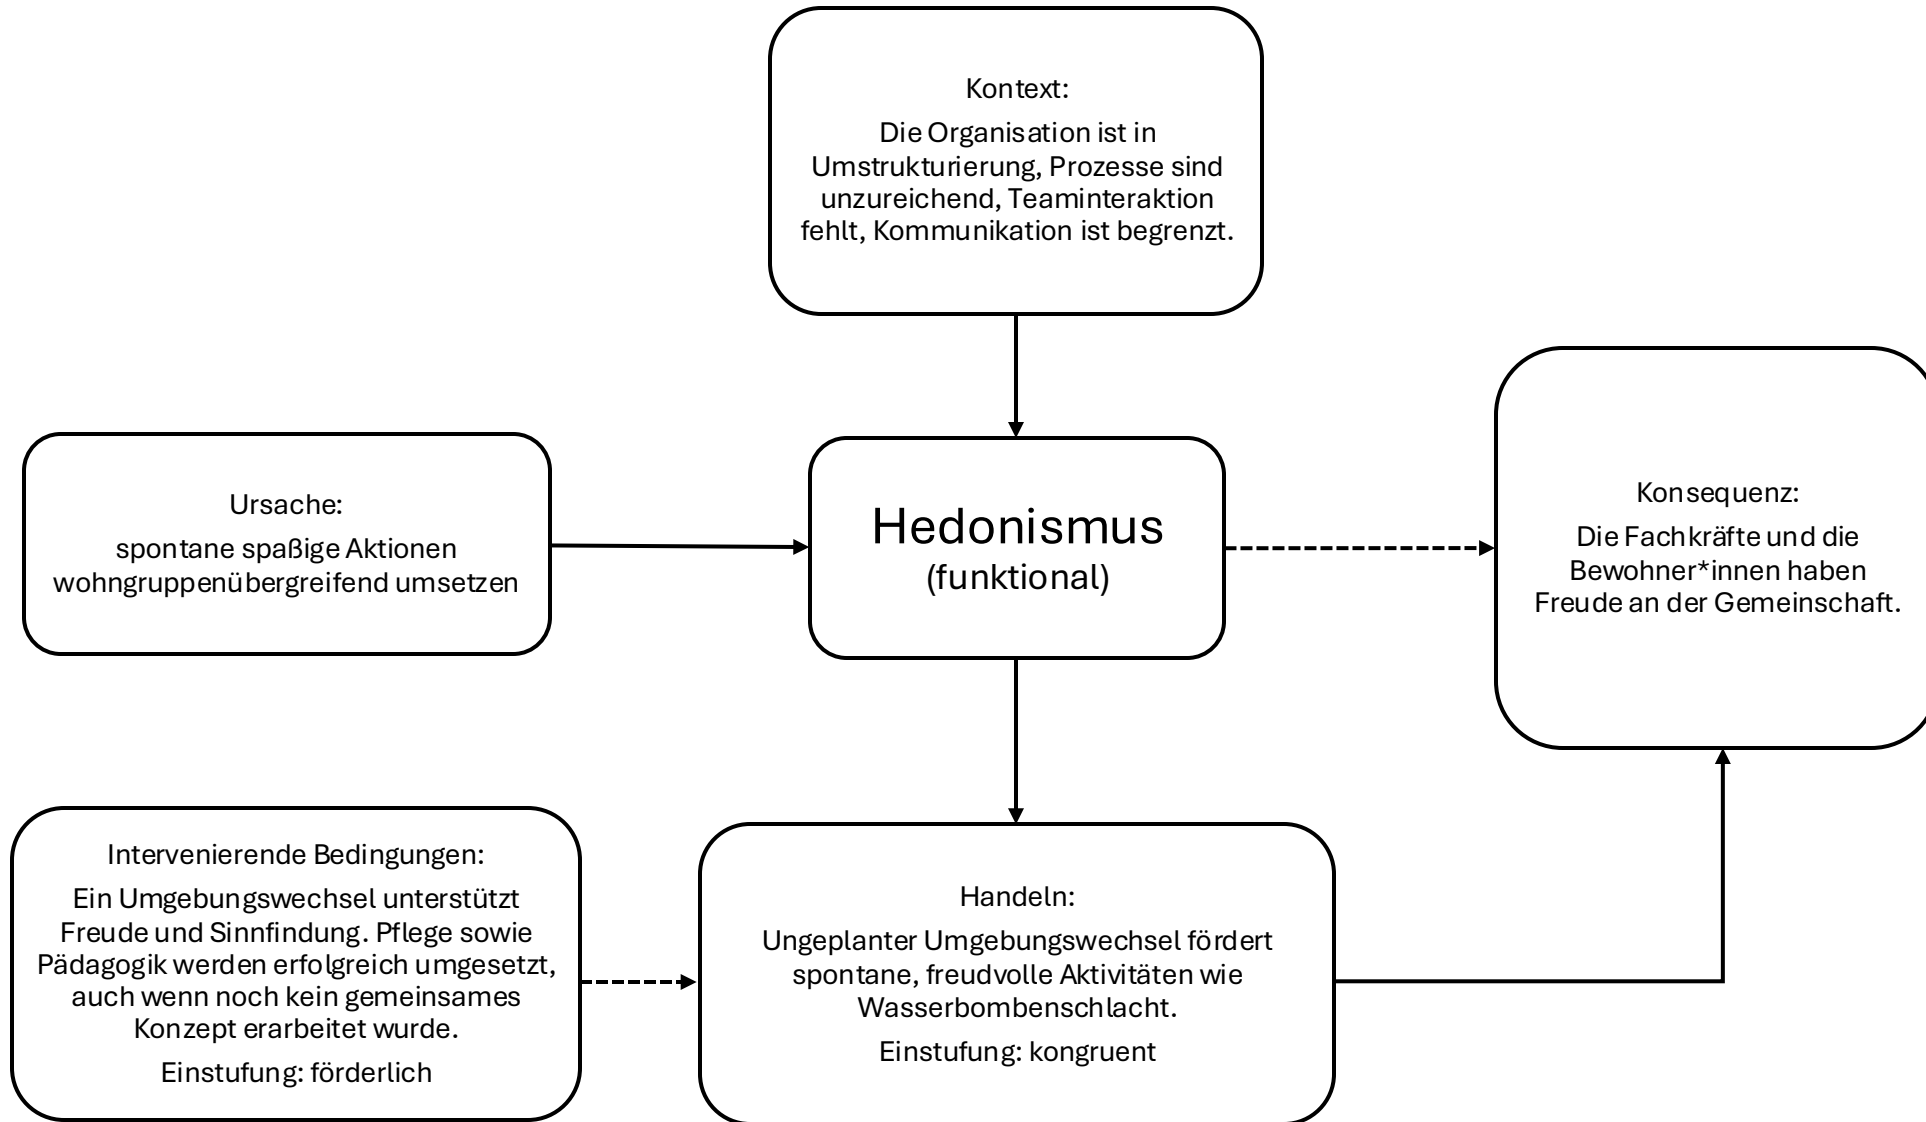 Kontext:
Die Organisation ist in
Umstrukturierung, Prozesse sind
unzureichend, Teaminteraktion
fehlt, Kommunikation ist begrenzt.
Ursache:
spontane spaßige Aktionen
wohngruppenübergreifend umsetzen
Hedonismus
(funktional)
Konsequenz:
Die Fachkräfte und die
Bewohner*innen haben
Freude an der Gemeinschaft.
Intervenierende Bedingungen:
Ein Umgebungswechsel unterstützt
Freude und Sinnfindung. Pflege sowie
Pädagogik werden erfolgreich umgesetzt,
auch wenn noch kein gemeinsames
Konzept erarbeitet wurde.
Einstufung: förderlich
Handeln:
Ungeplanter Umgebungswechsel fördert
spontane, freudvolle Aktivitäten wie
Wasserbombenschlacht.
Einstufung: kongruent